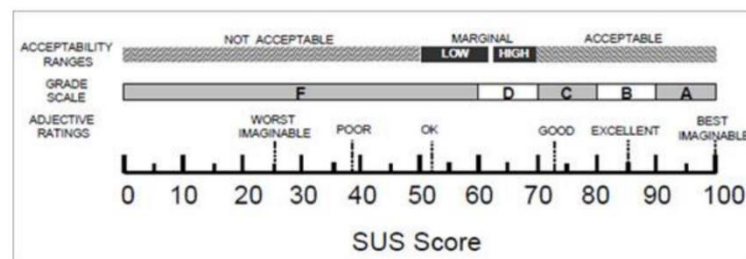 ACCEPTABILITY RANGES
NOT ACCEPTABLE
MARGINAL
ACCEPTABLE
LOW
HIGH
GRADE SCALE
F
D
C
B
A
ADJECTIVE RATINGS
WORST IMAGINABLE
POOR
OK
GOOD
EXCELLENT
BEST IMAGINABLE
0 10 20 30 40 50 60 70 80 90 100
SUS Score